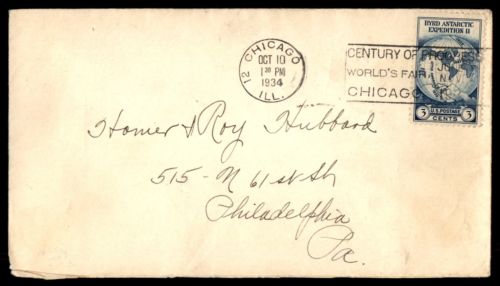 BYRD ANTARCTIC
EXPEDITION II
U.S. POSTAGE
3 CENTS 3
12 CHICAGO
OCT 10
1 30 PM
1934
ILL.
CENTURY OF PROGRESS
WORLD'S FAIR
CHICAGO
Homer & Roy Hubbard
515 - N 61st St
Philadelphia
Pa.